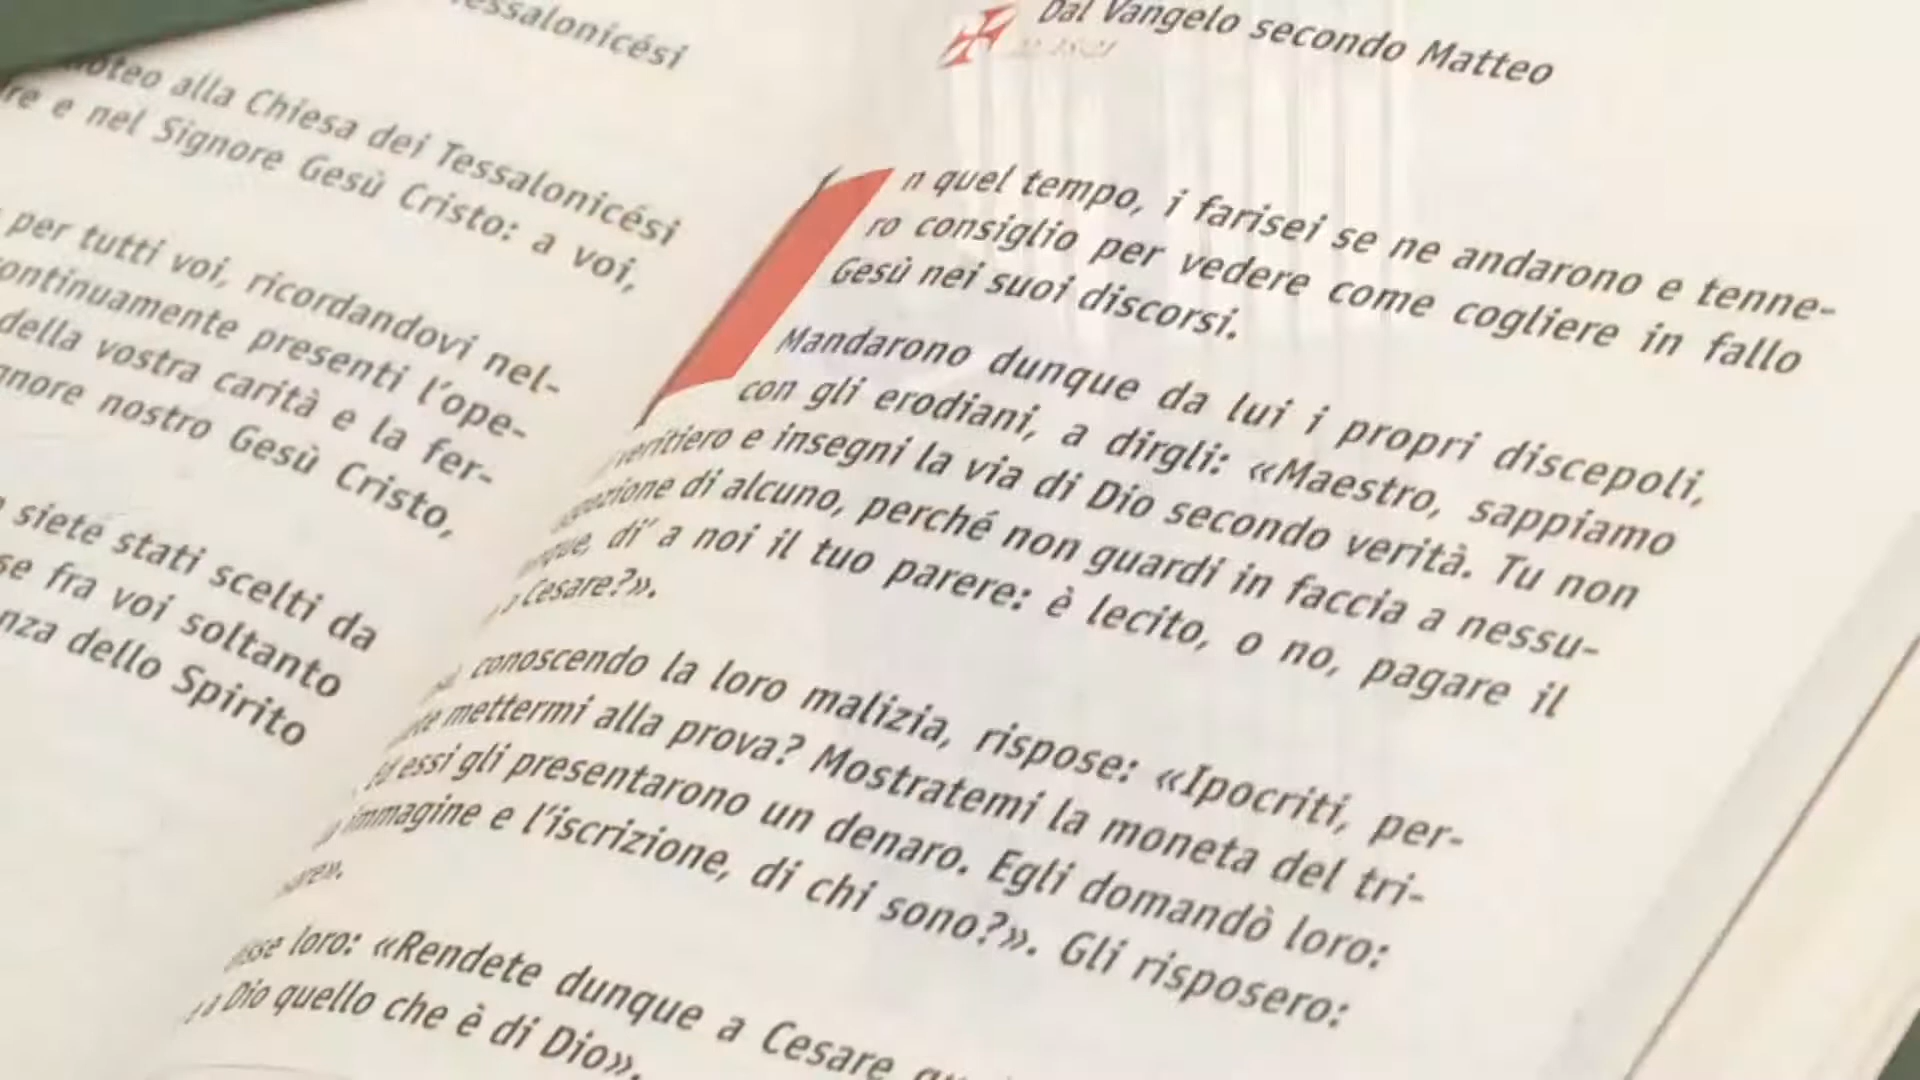 Tessalonicési
alla Chiesa dei Tessalonicési
e nel Signore Gesù Cristo: a voi,
per tutti voi, ricordandovi nel-
continuamente presenti l'ope-
della vostra carità e la fer-
nostro Gesù Cristo,
siete stati scelti da
fra voi soltanto
dello Spirito
Dal Vangelo secondo Matteo
In quel tempo, i farisei se ne andarono e tenne-
ro consiglio per vedere come cogliere in fallo
Gesù nei suoi discorsi.
Mandarono dunque da lui i propri discepoli,
con gli erodiani, a dirgli: «Maestro, sappiamo
veritiero e insegni la via di Dio secondo verità. Tu non
di alcuno, perché non guardi in faccia a nessu-
di' a noi il tuo parere: è lecito, o no, pagare il
a Cesare?».
conoscendo la loro malizia, rispose: «Ipocriti, per-
mettermi alla prova? Mostratemi la moneta del tri-
Ed essi gli presentarono un denaro. Egli domandò loro:
immagine e l'iscrizione, di chi sono?». Gli risposero:
loro: «Rendete dunque a Cesare
a Dio quello che è di Dio».